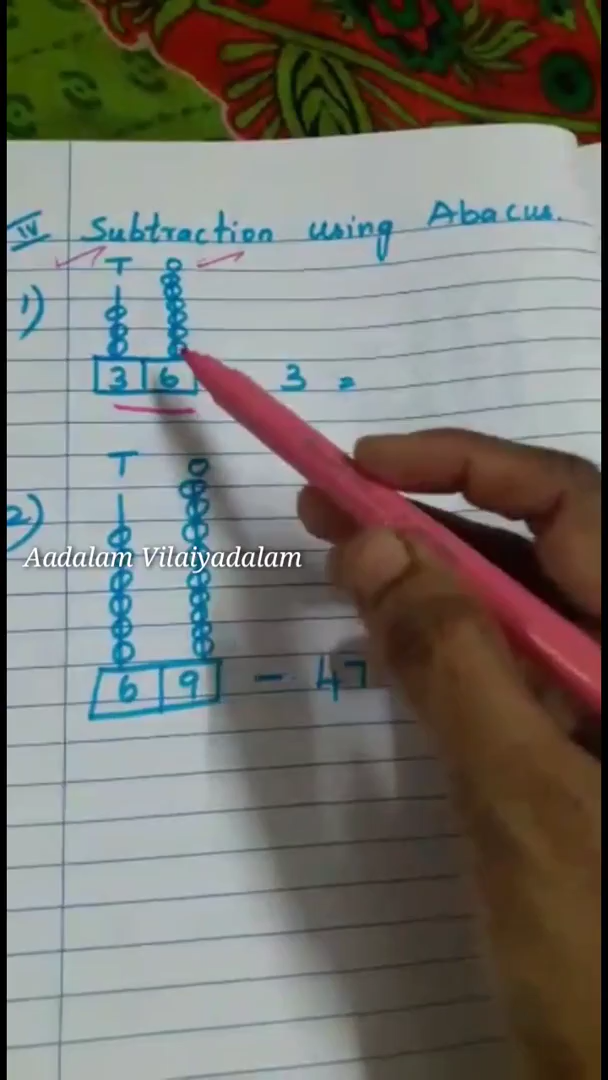 IV Subtraction using Abacus.
T O
1)
3 6 3 =
T O
2)
Aadalam Vilaiyadalam
6 9 - 47